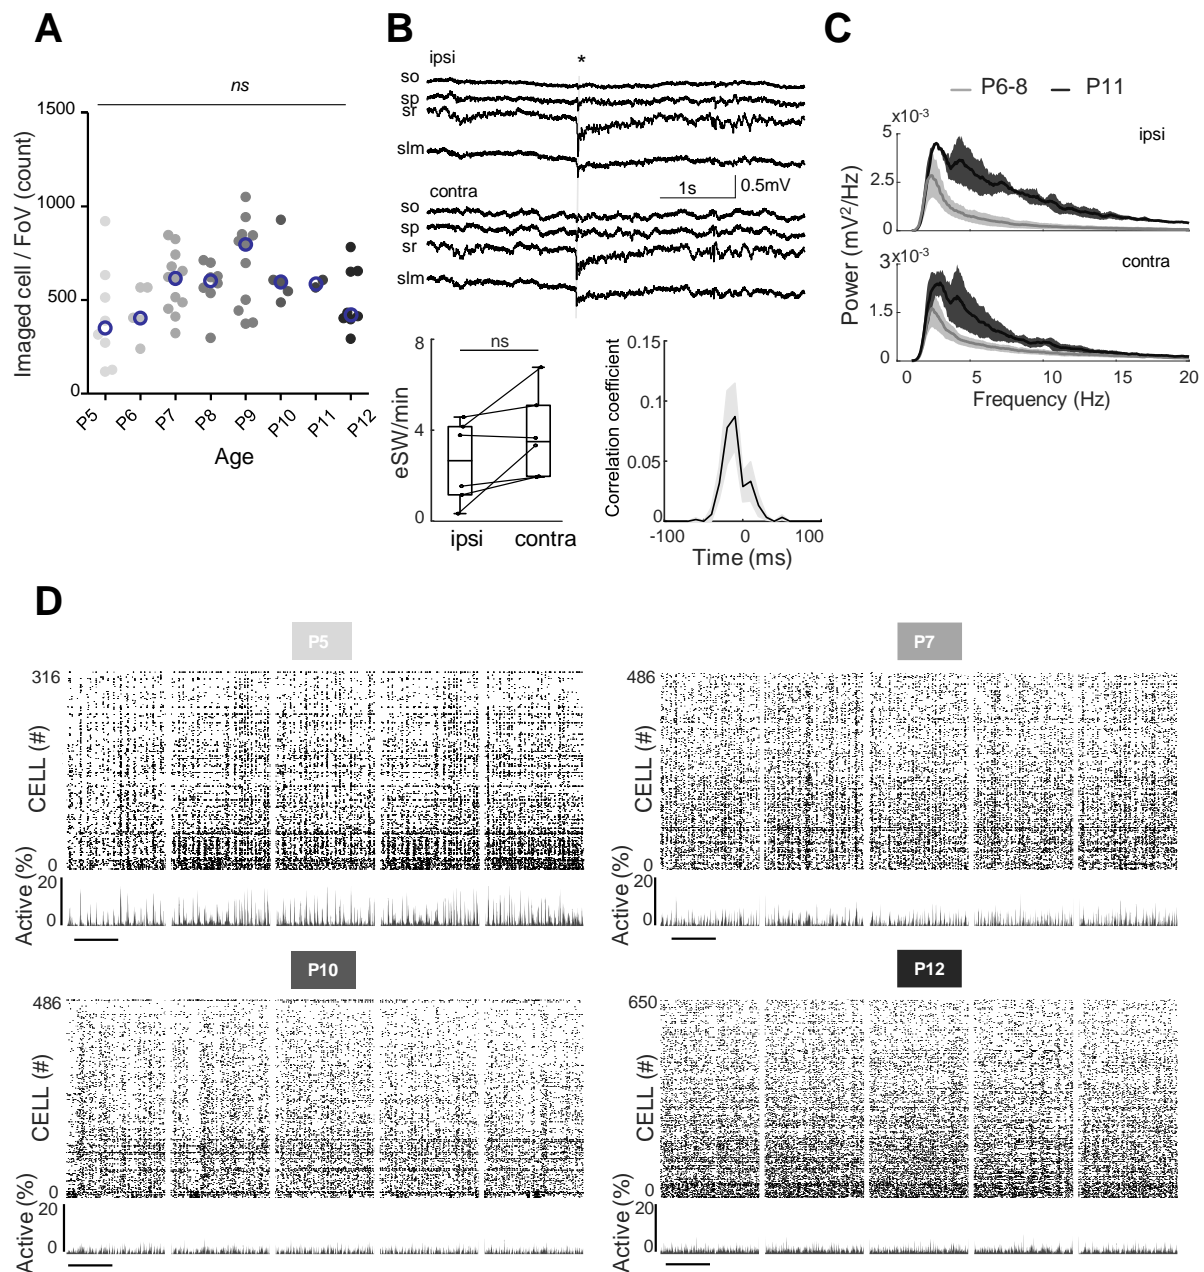 A
ns
1500
1000
500
0
Imaged cell / FoV (count)
P5
P6
P7
P8
P9
P10
P11
P12
Age
B
ipsi
*
so
sp
sr
slm
contra
1s
0.5mV
so
sp
sr
slm
8
4
0
eSW/min
ns
ipsi
contra
0.15
0.1
0.05
0
Correlation coefficient
-100
0
100
Time (ms)
C
P6-8
P11
x10-3
5
2.5
0
ipsi
Power (mV2/Hz)
3x10-3
1.5
0
contra
0
5
10
15
20
Frequency (Hz)
D
P5
316
CELL (#)
0
20
0
Active (%)
P7
486
CELL (#)
0
20
0
Active (%)
P10
486
CELL (#)
0
20
0
Active (%)
P12
650
CELL (#)
0
20
0
Active (%)